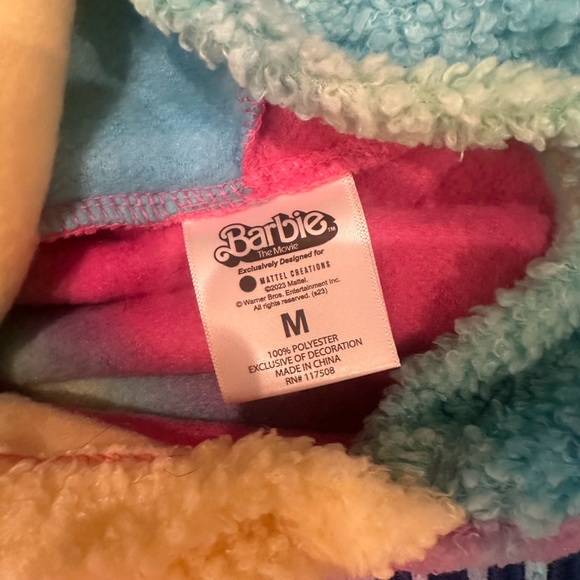 Barbie™
The Movie
Exclusively Designed for
MATTEL CREATIONS
©2023 Mattel.
© Warner Bros. Entertainment Inc.
All rights reserved. (s23)
M
100% POLYESTER
EXCLUSIVE OF DECORATION
MADE IN CHINA
RN# 117508